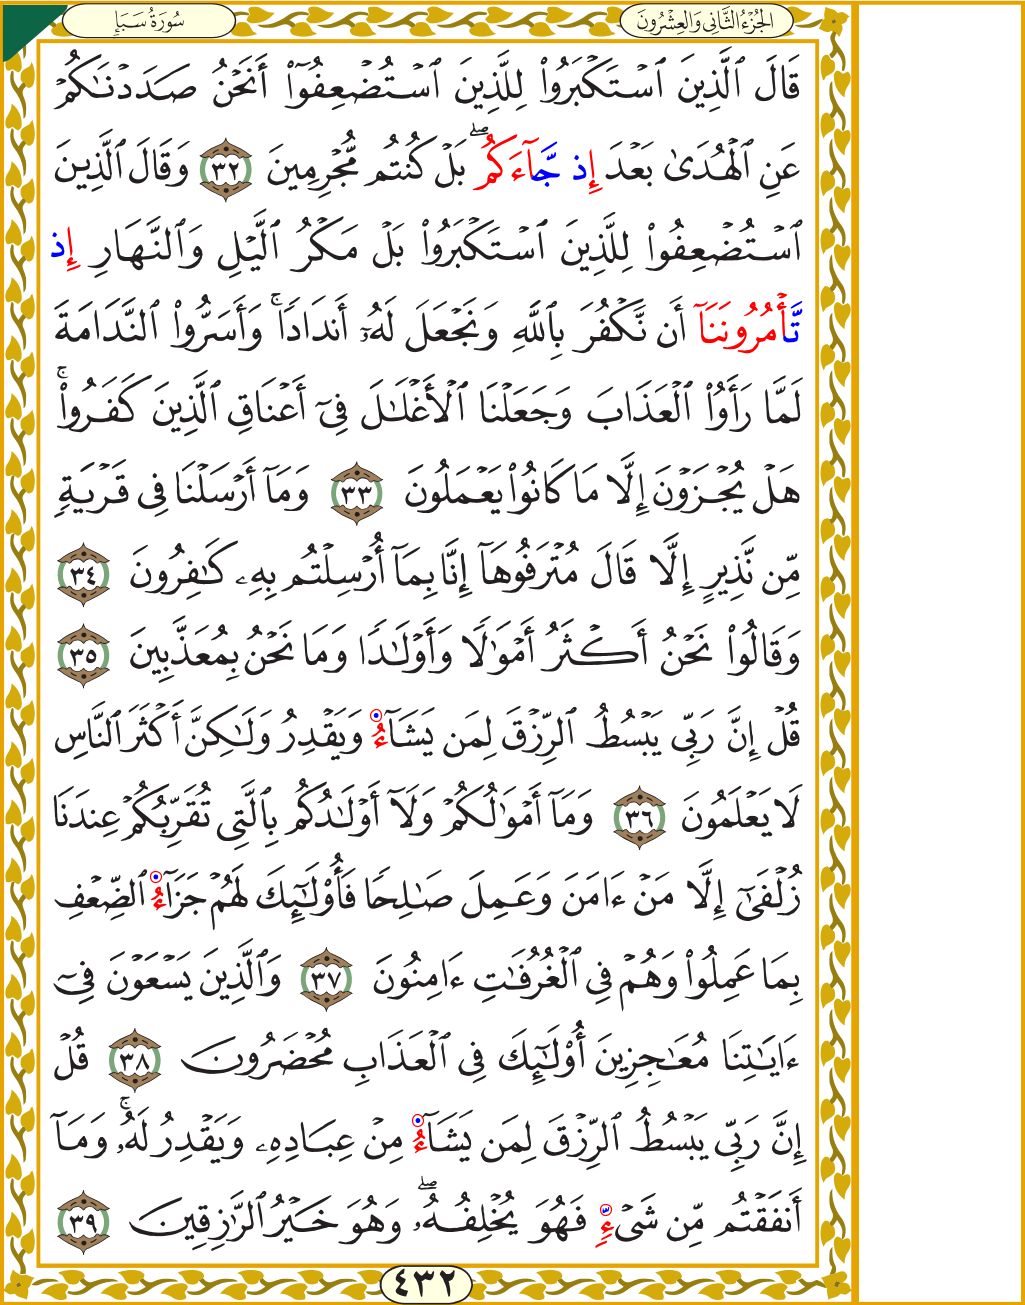 الجُزْءُ الثَّانِي وَالعِشْرُونَ
سُورَةُ سَبَإٍ
قَالَ ٱلَّذِينَ ٱسۡتَكۡبَرُواْ لِلَّذِينَ ٱسۡتُضۡعِفُوٓاْ أَنَحۡنُ صَدَدۡنَٰكُمۡ
عَنِ ٱلۡهُدَىٰ بَعۡدَ إِذ جَّآءَكُمۖ بَلۡ كُنتُم مُّجۡرِمِينَ ٣٢ وَقَالَ ٱلَّذِينَ
ٱسۡتُضۡعِفُواْ لِلَّذِينَ ٱسۡتَكۡبَرُواْ بَلۡ مَكۡرُ ٱلَّيۡلِ وَٱلنَّهَارِ إِذ
تَّأۡمُرُونَنَآ أَن نَّكۡفُرَ بِٱللَّهِ وَنَجۡعَلَ لَهُۥٓ أَندَادٗاۚ وَأَسَرُّواْ ٱلنَّدَامَةَ
لَمَّا رَأَوُاْ ٱلۡعَذَابَ وَجَعَلۡنَا ٱلۡأَغۡلَٰلَ فِيٓ أَعۡنَاقِ ٱلَّذِينَ كَفَرُواْۚ
هَلۡ يُجۡزَوۡنَ إِلَّا مَا كَانُواْ يَعۡمَلُونَ ٣٣ وَمَآ أَرۡسَلۡنَا فِي قَرۡيَةٖ
مِّن نَّذِيرٍ إِلَّا قَالَ مُتۡرَفُوهَآ إِنَّا بِمَآ أُرۡسِلۡتُم بِهِۦ كَٰفِرُونَ ٣٤
وَقَالُواْ نَحۡنُ أَكۡثَرُ أَمۡوَٰلٗا وَأَوۡلَٰدٗا وَمَا نَحۡنُ بِمُعَذَّبِينَ ٣٥
قُلۡ إِنَّ رَبِّي يَبۡسُطُ ٱلرِّزۡقَ لِمَن يَشَآءُ وَيَقۡدِرُ وَلَٰكِنَّ أَكۡثَرَ ٱلنَّاسِ
لَا يَعۡلَمُونَ ٣٦ وَمَآ أَمۡوَٰلُكُمۡ وَلَآ أَوۡلَٰدُكُم بِٱلَّتِي تُقَرِّبُكُمۡ عِندَنَا
زُلۡفَىٰٓ إِلَّا مَنۡ ءَامَنَ وَعَمِلَ صَٰلِحٗا فَأُوْلَٰٓئِكَ لَهُمۡ جَزَآءُ ٱلضِّعۡفِ
بِمَا عَمِلُواْ وَهُمۡ فِي ٱلۡغُرُفَٰتِ ءَامِنُونَ ٣٧ وَٱلَّذِينَ يَسۡعَوۡنَ فِيٓ
ءَايَٰتِنَا مُعَٰجِزِينَ أُوْلَٰٓئِكَ فِي ٱلۡعَذَابِ مُحۡضَرُونَ ٣٨ قُلۡ
إِنَّ رَبِّي يَبۡسُطُ ٱلرِّزۡقَ لِمَن يَشَآءُ مِنۡ عِبَادِهِۦ وَيَقۡدِرُ لَهُۥۚ وَمَآ
أَنفَقۡتُم مِّن شَيۡءٖ فَهُوَ يُخۡلِفُهُۥۖ وَهُوَ خَيۡرُ ٱلرَّٰزِقِينَ ٣٩
٤٣٢